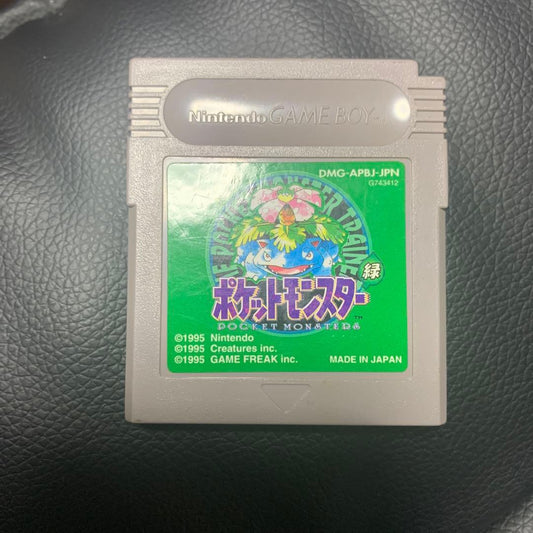 Nintendo GAME BOY
DMG-APBJ-JPN
G743412
ポケットモンスター
緑
POCKET MONSTERS
©1995 Nintendo
©1995 Creatures inc.
©1995 GAME FREAK inc.
MADE IN JAPAN